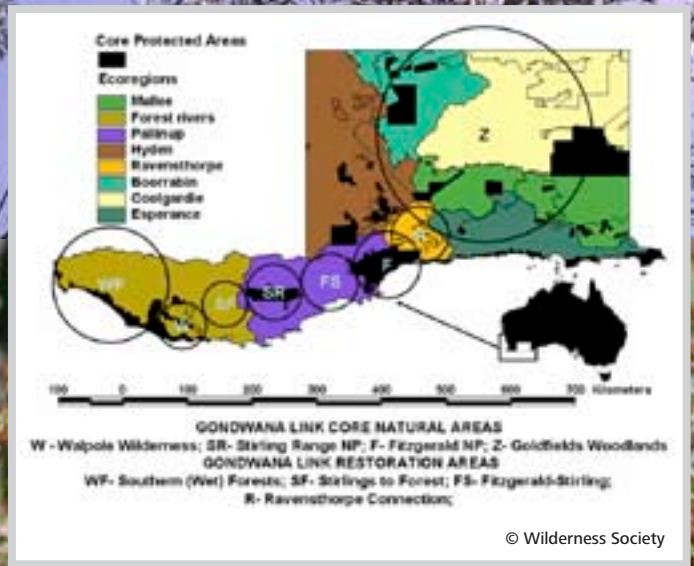 Core Protected Areas
Ecoregions
Mallee
Forest rivers
Pallinup
Hyden
Ravensthorpe
Boorrabin
Coolgardie
Esperance
Z
R
WF
W
SF
SR
FS
F
100 0 100 200 300 400 500 600 700 Kilometers
GONDWANA LINK CORE NATURAL AREAS
W - Walpole Wilderness; SR- Stirling Range NP; F- Fitzgerald NP; Z- Goldfields Woodlands
GONDWANA LINK RESTORATION AREAS
WF- Southern (Wet) Forests; SF- Stirlings to Forest; FS- Fitzgerald-Stirling;
R- Ravensthorpe Connection;
© Wilderness Society